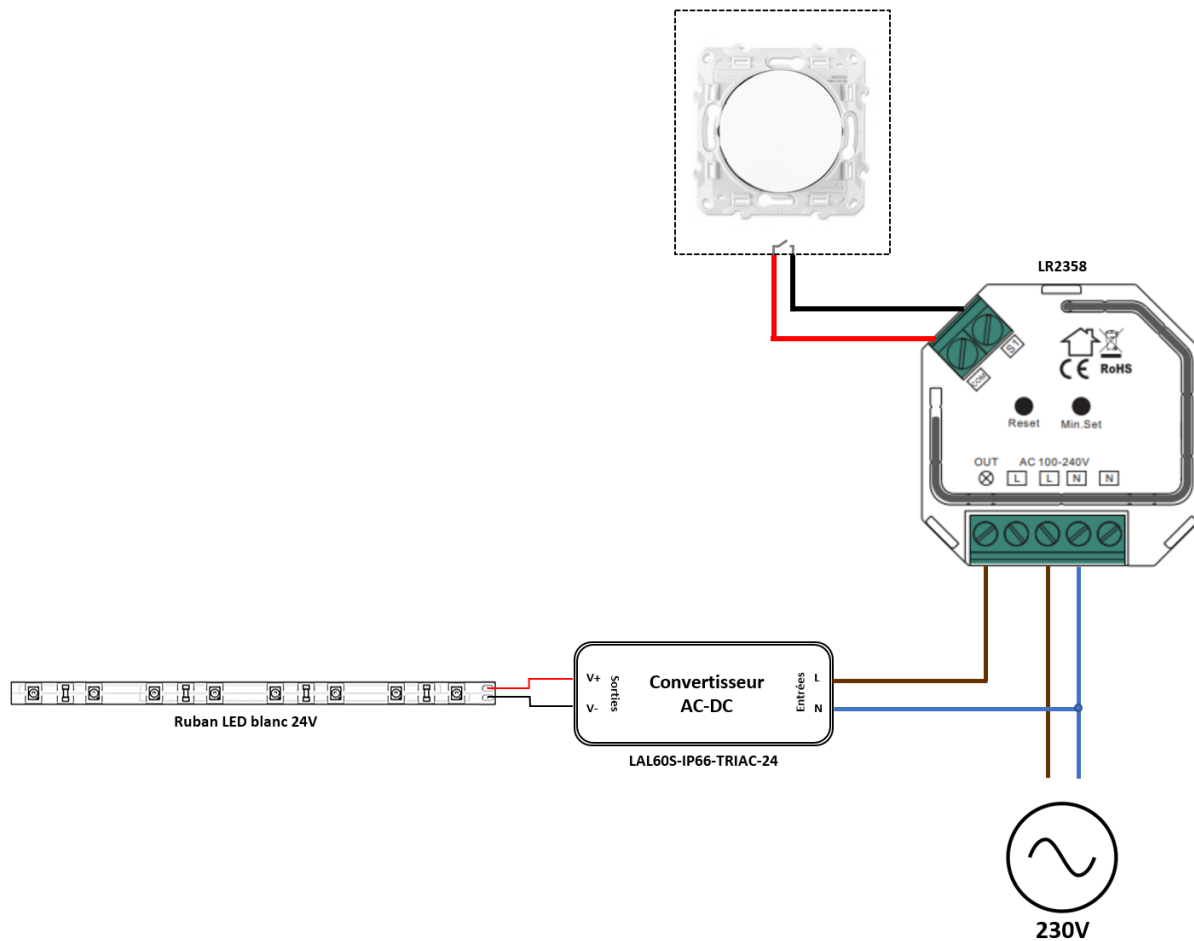 LR2358
S1
COM
CE RoHS
Reset Min.Set
OUT AC 100-240V
L L N N
V+ Sorties Convertisseur Entrées L
V- AC-DC N
Ruban LED blanc 24V
LAL60S-IP66-TRIAC-24
230V